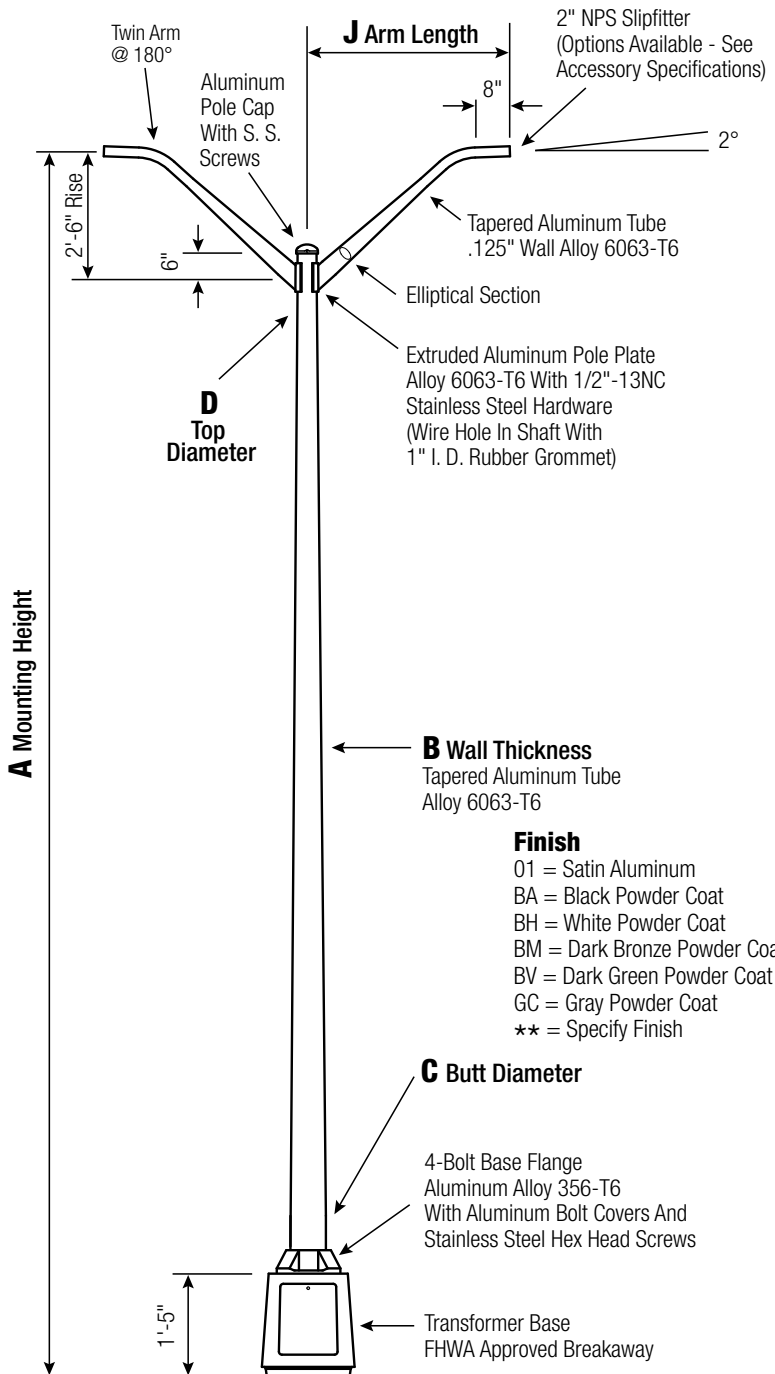 2" NPS Slipfitter
(Options Available - See
Accessory Specifications)
J Arm Length
Twin Arm
@ 180°
Aluminum
Pole Cap
With S. S.
Screws
8"
2°
2'-6" Rise
6"
Tapered Aluminum Tube
.125" Wall Alloy 6063-T6
Elliptical Section
Extruded Aluminum Pole Plate
Alloy 6063-T6 With 1/2"-13NC
Stainless Steel Hardware
(Wire Hole In Shaft With
1" I. D. Rubber Grommet)
D
Top
Diameter
A Mounting Height
B Wall Thickness
Tapered Aluminum Tube
Alloy 6063-T6
Finish
01 = Satin Aluminum
BA = Black Powder Coat
BH = White Powder Coat
BM = Dark Bronze Powder Coa
BV = Dark Green Powder Coat
GC = Gray Powder Coat
** = Specify Finish
C Butt Diameter
4-Bolt Base Flange
Aluminum Alloy 356-T6
With Aluminum Bolt Covers And
Stainless Steel Hex Head Screws
1'-5"
Transformer Base
FHWA Approved Breakaway